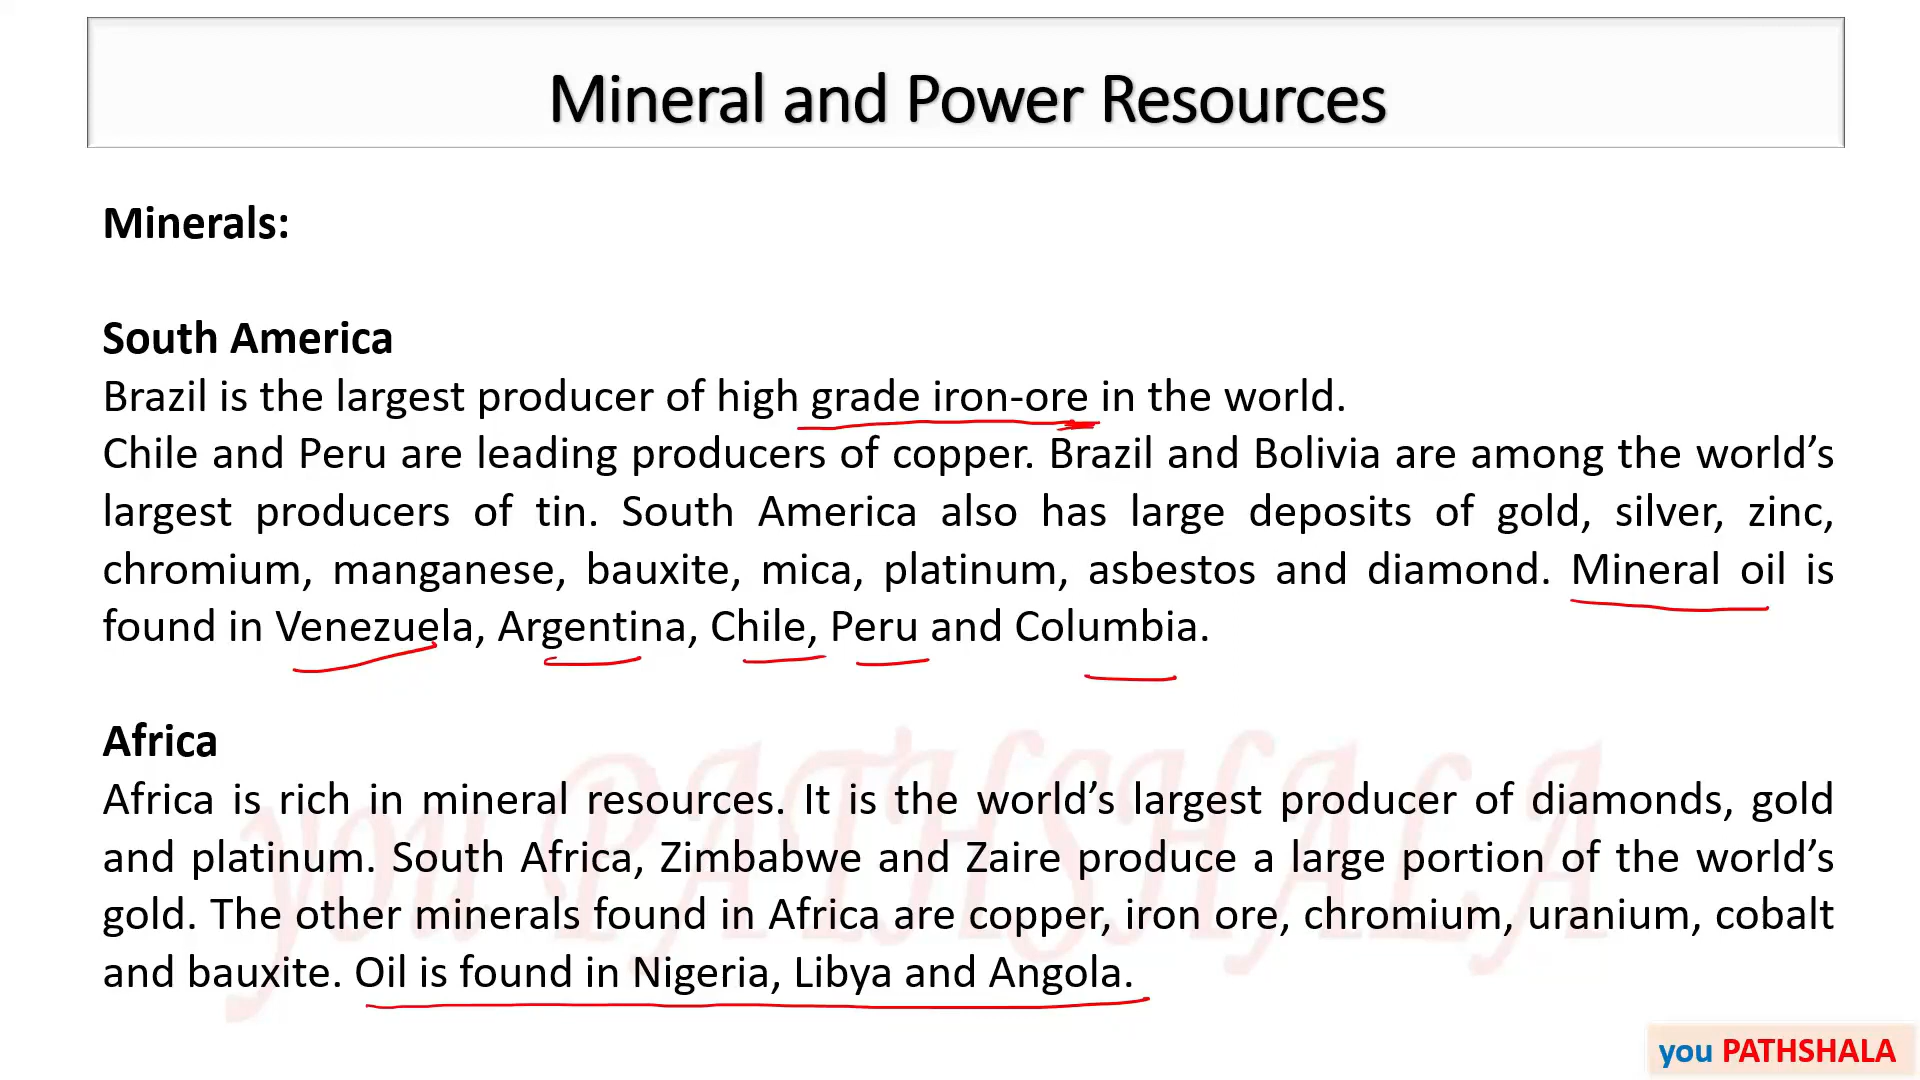 Mineral and Power Resources
Minerals:
South America
Brazil is the largest producer of high grade iron-ore in the world.
Chile and Peru are leading producers of copper. Brazil and Bolivia are among the world’s
largest producers of tin. South America also has large deposits of gold, silver, zinc,
chromium, manganese, bauxite, mica, platinum, asbestos and diamond. Mineral oil is
found in Venezuela, Argentina, Chile, Peru and Columbia.
Africa
Africa is rich in mineral resources. It is the world’s largest producer of diamonds, gold
and platinum. South Africa, Zimbabwe and Zaire produce a large portion of the world’s
gold. The other minerals found in Africa are copper, iron ore, chromium, uranium, cobalt
and bauxite. Oil is found in Nigeria, Libya and Angola.
you PATHSHALA
you PATHSHALA